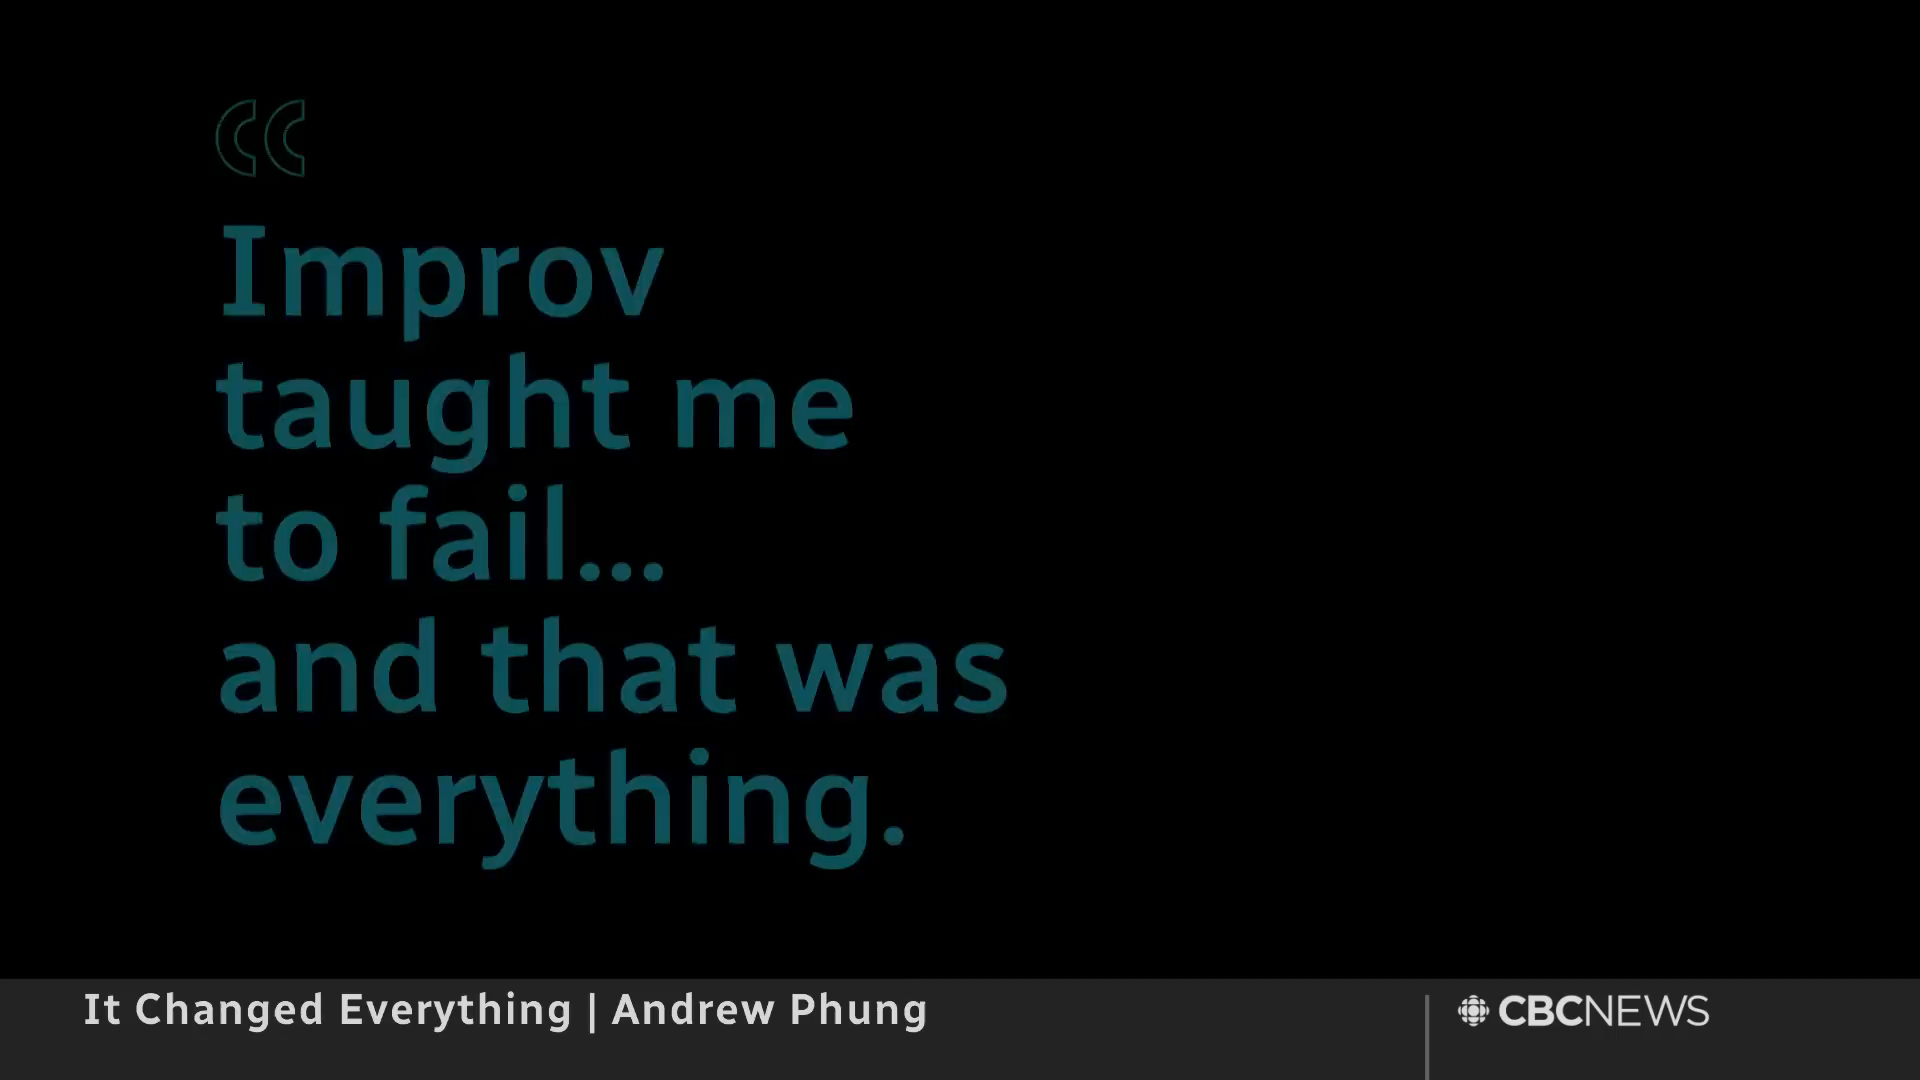 Improv
taught me
to fail...
and that was
everything.
It Changed Everything | Andrew Phung
CBCNEWS